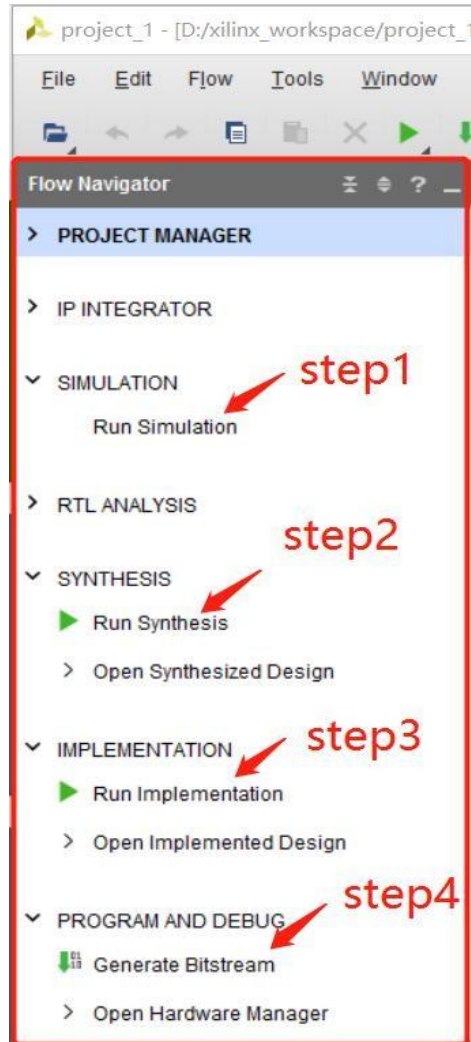 project_1 - [D:/xilinx_workspace/project_1
File Edit Flow Tools Window
Flow Navigator ?
PROJECT MANAGER
IP INTEGRATOR
SIMULATION
step1
Run Simulation
RTL ANALYSIS
step2
SYNTHESIS
Run Synthesis
Open Synthesized Design
step3
IMPLEMENTATION
Run Implementation
Open Implemented Design
step4
PROGRAM AND DEBUG
Generate Bitstream
Open Hardware Manager